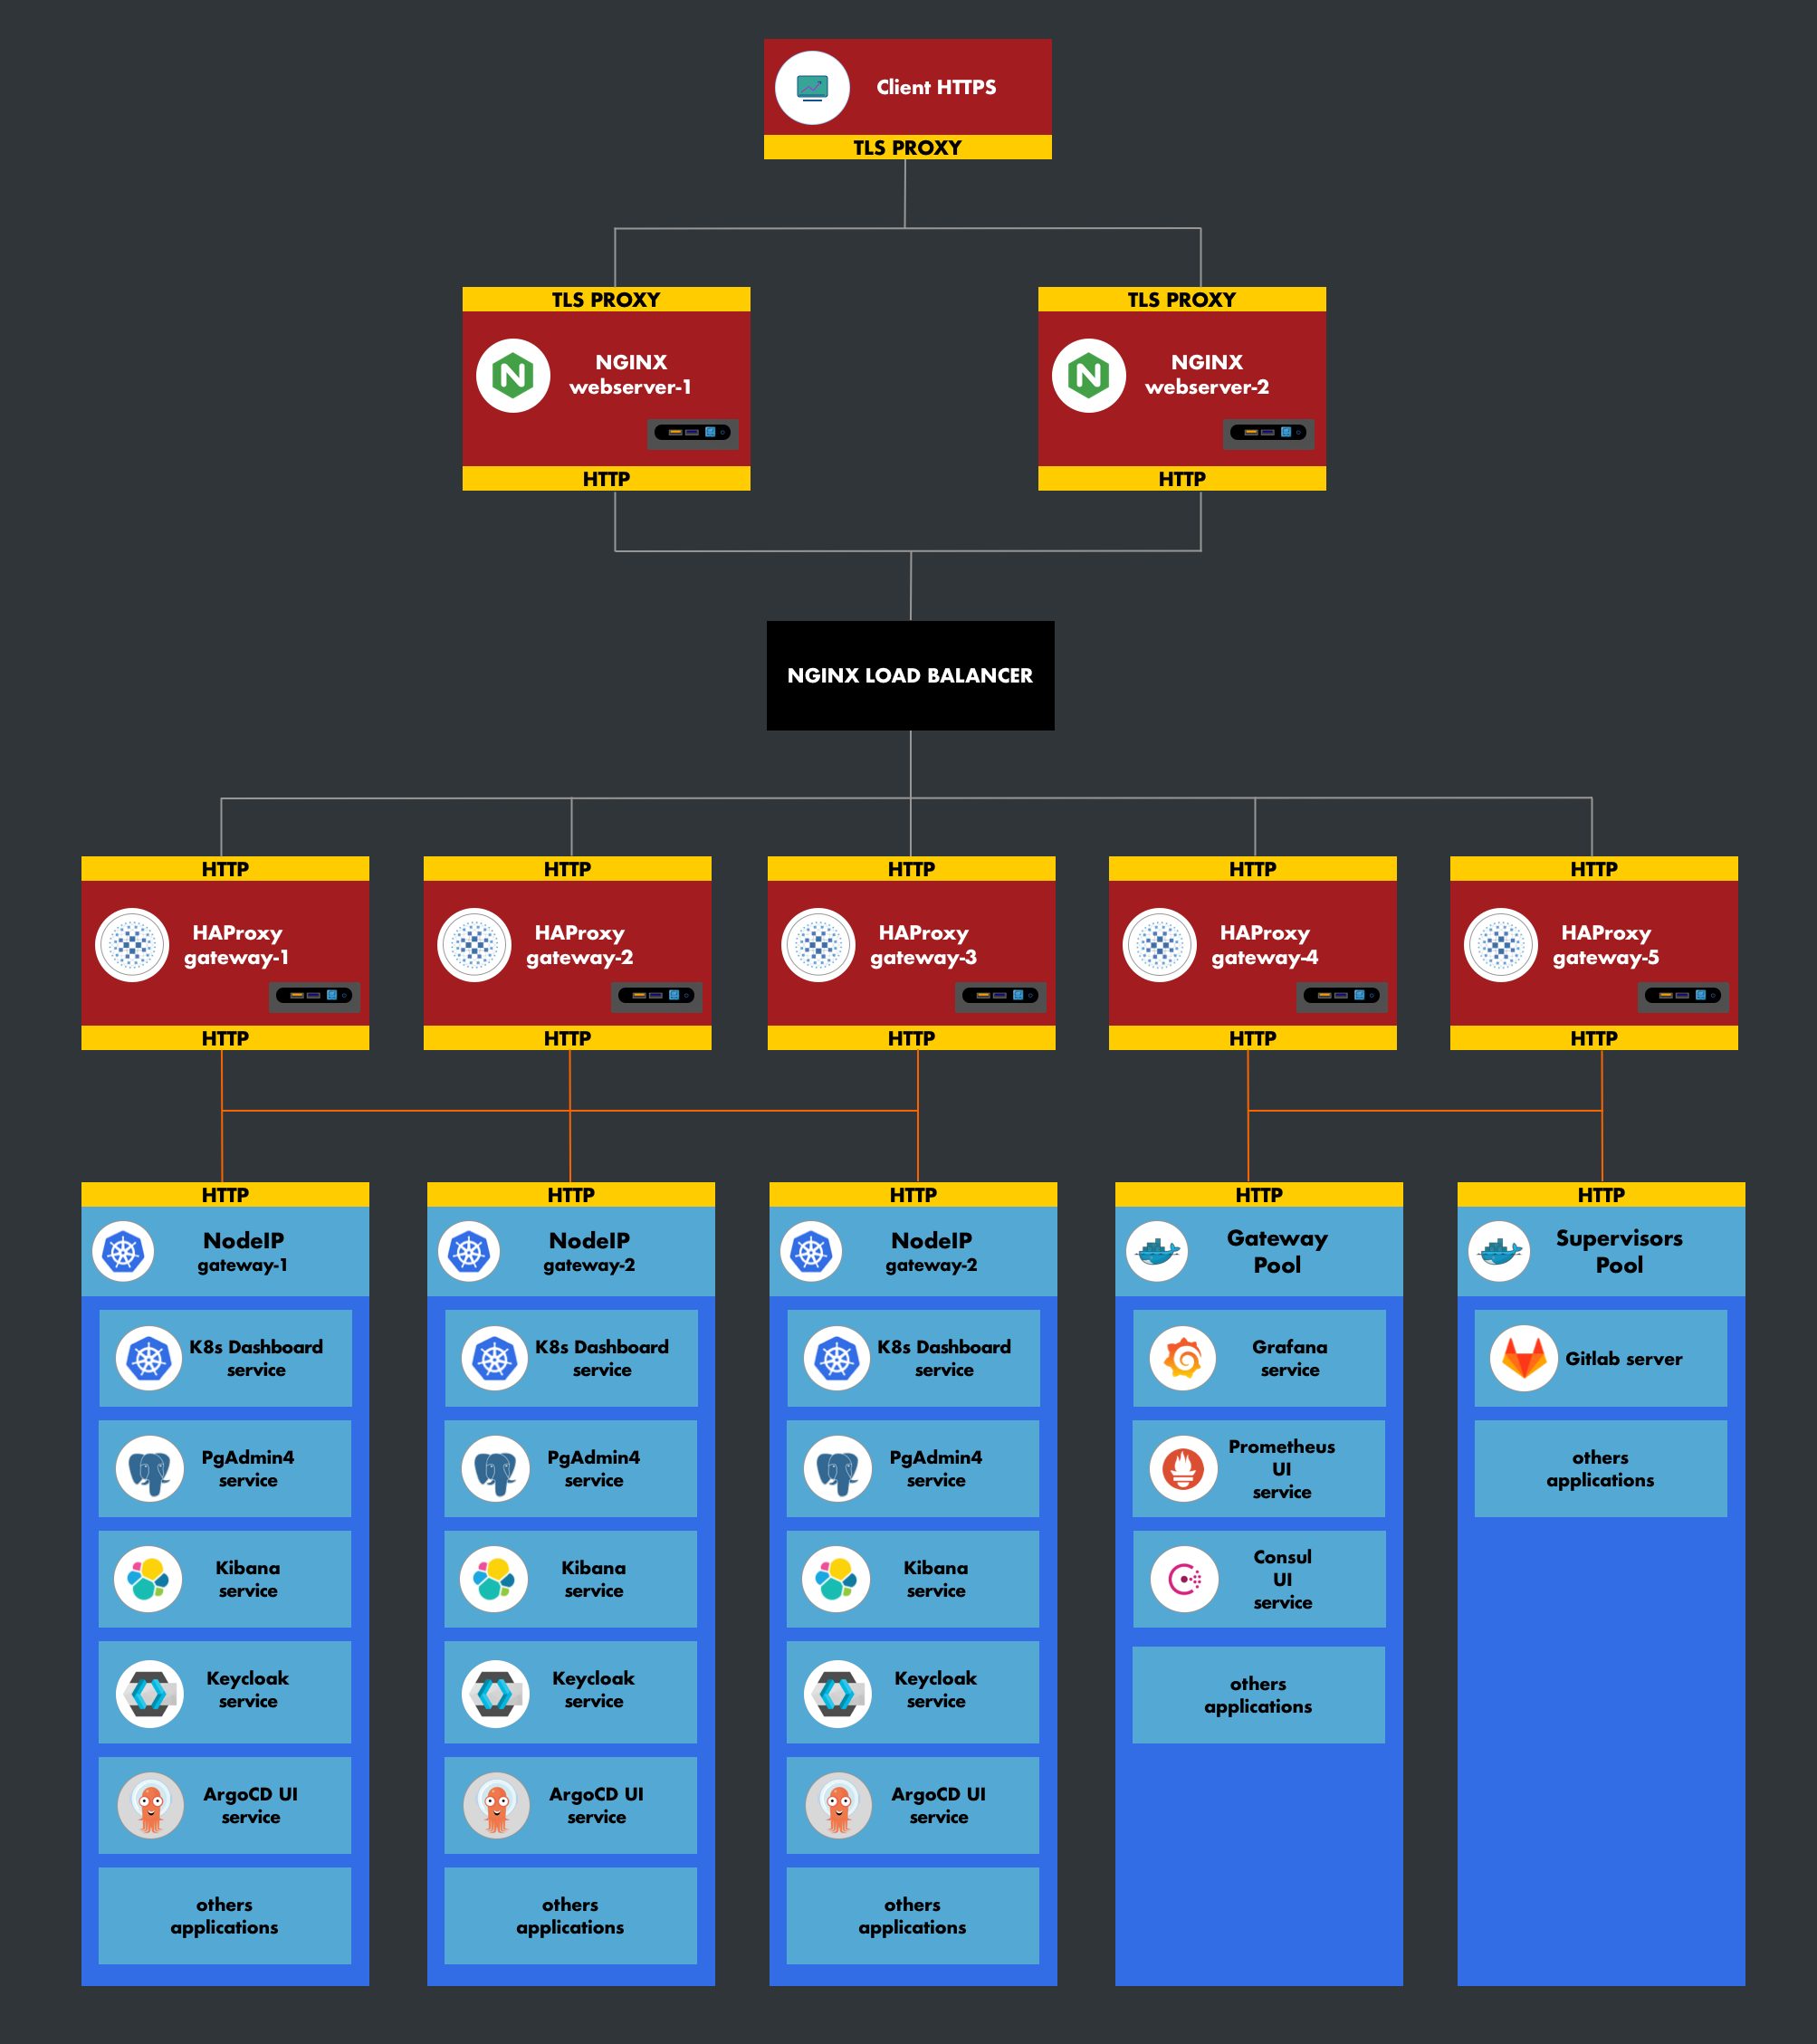 Client HTTPS
TLS PROXY
TLS PROXY
NGINX
webserver-1
HTTP
TLS PROXY
NGINX
webserver-2
HTTP
NGINX LOAD BALANCER
HTTP
HAProxy
gateway-1
HTTP
HTTP
HAProxy
gateway-2
HTTP
HTTP
HAProxy
gateway-3
HTTP
HTTP
HAProxy
gateway-4
HTTP
HTTP
HAProxy
gateway-5
HTTP
HTTP
NodeIP
gateway-1
K8s Dashboard
service
PgAdmin4
service
Kibana
service
Keycloak
service
ArgoCD UI
service
others
applications
HTTP
NodeIP
gateway-2
K8s Dashboard
service
PgAdmin4
service
Kibana
service
Keycloak
service
ArgoCD UI
service
others
applications
HTTP
NodeIP
gateway-2
K8s Dashboard
service
PgAdmin4
service
Kibana
service
Keycloak
service
ArgoCD UI
service
others
applications
HTTP
Gateway
Pool
Grafana
service
Prometheus
UI
service
Consul
UI
service
others
applications
HTTP
Supervisors
Pool
Gitlab server
others
applications